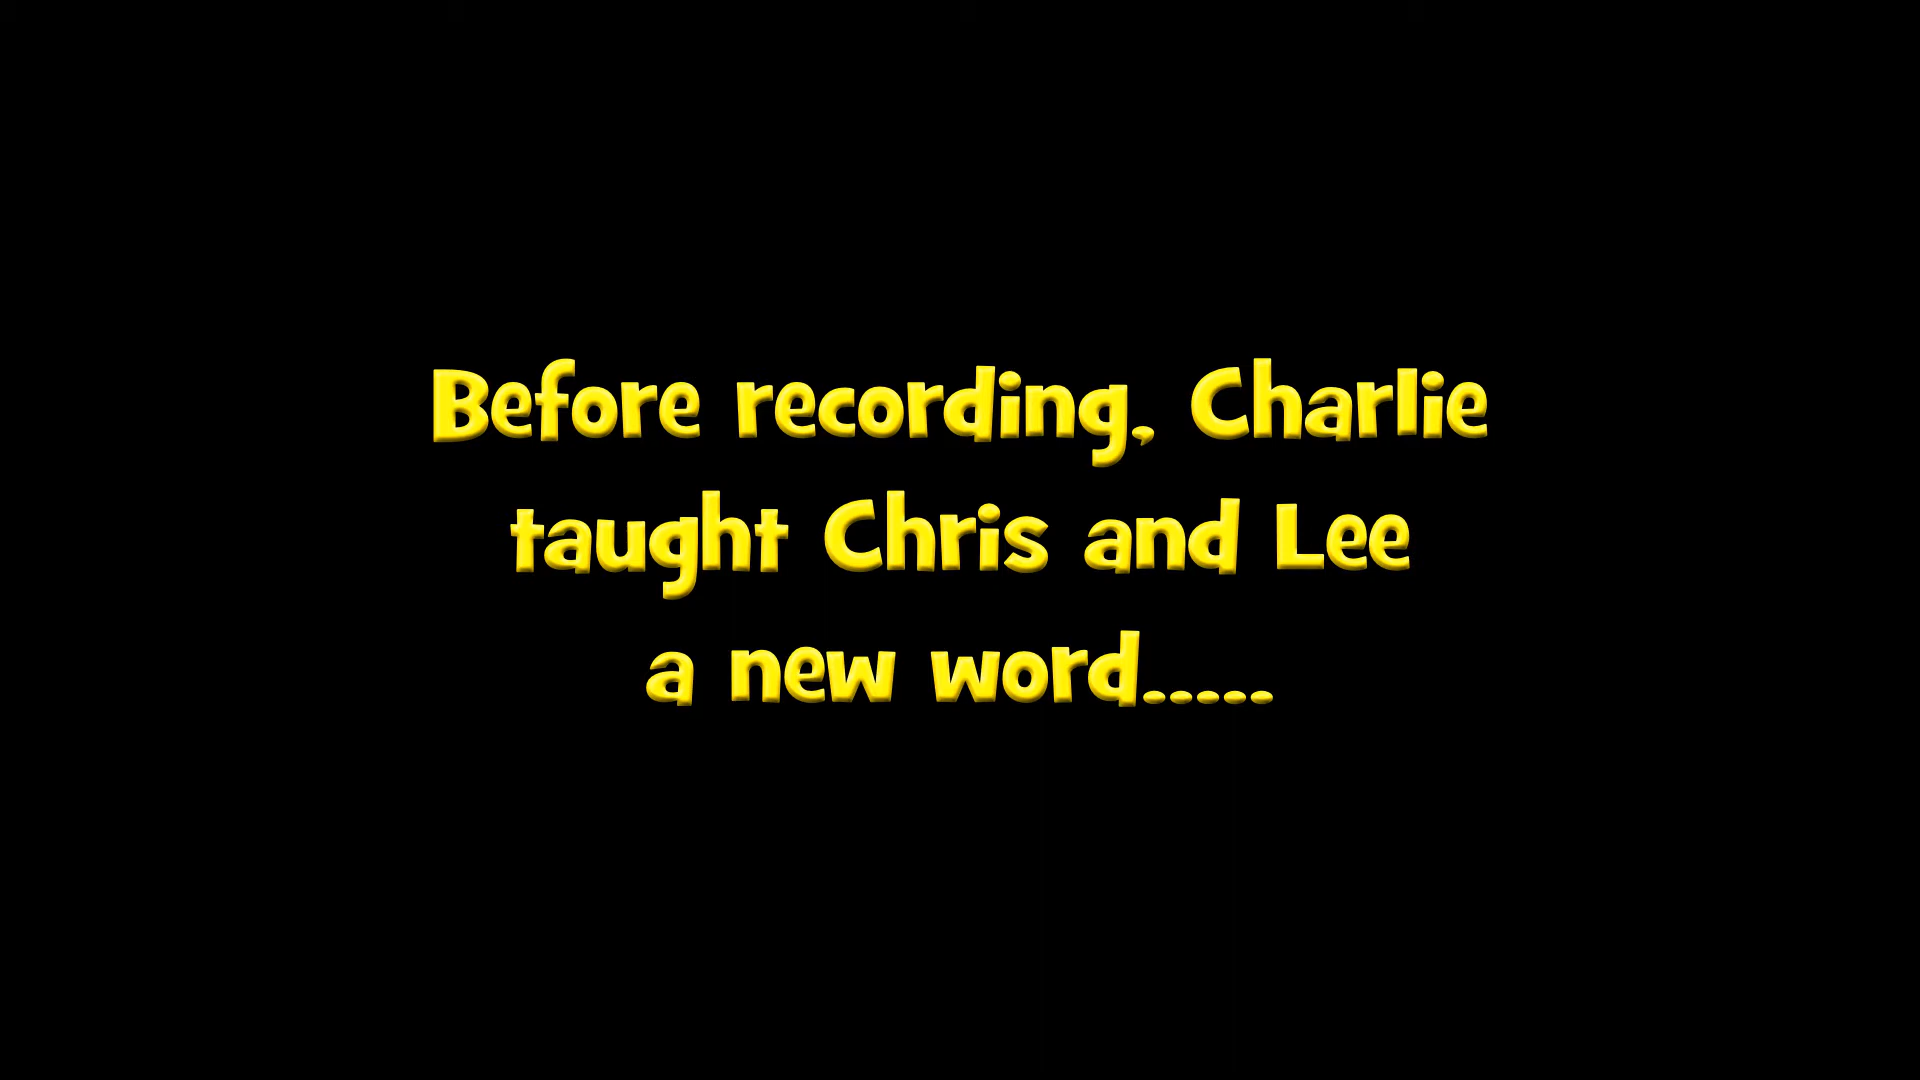 Before recording, Charlie
taught Chris and Lee
a new word.....